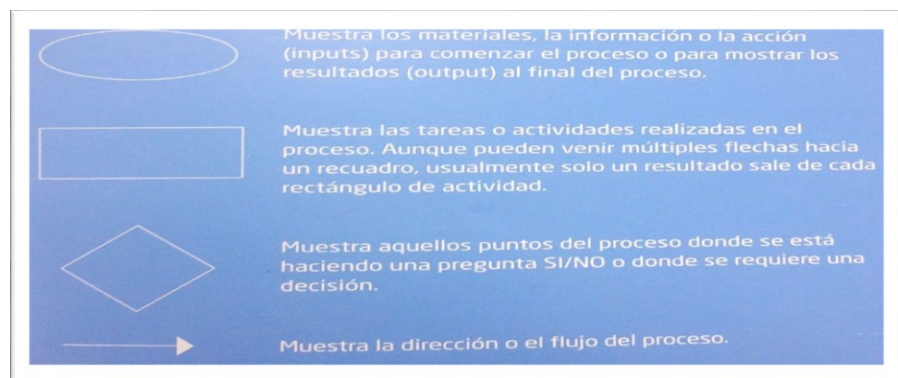 Muestra los materiales, la información o la acción
(inputs) para comenzar el proceso o para mostrar los
resultados (output) al final del proceso.
Muestra las tareas o actividades realizadas en el
proceso. Aunque pueden venir múltiples flechas hacia
un recuadro, usualmente solo un resultado sale de cada
rectángulo de actividad.
Muestra aquellos puntos del proceso donde se está
haciendo una pregunta SI/NO o donde se requiere una
decisión.
Muestra la dirección o el flujo del proceso.